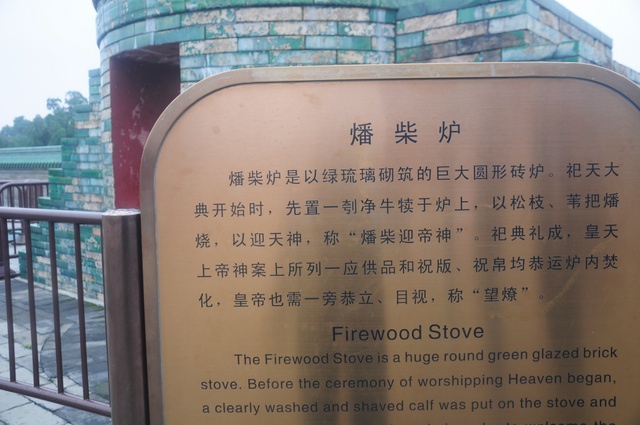 燔柴炉
燔柴炉是以绿琉璃砌筑的巨大圆形砖炉。祀天大
典开始时，先置一刳净牛犊于炉上，以松枝、苇把燔
烧，以迎天神，称“燔柴迎帝神”。祀典礼成，皇天
上帝神案上所列一应供品和祝版、祝帛均恭运炉内焚
化，皇帝也需一旁恭立、目视，称“望燎”。
Firewood Stove
The Firewood Stove is a huge round green glazed brick
stove. Before the ceremony of worshipping Heaven began,
a clearly washed and shaved calf was put on the stove and
welcome the